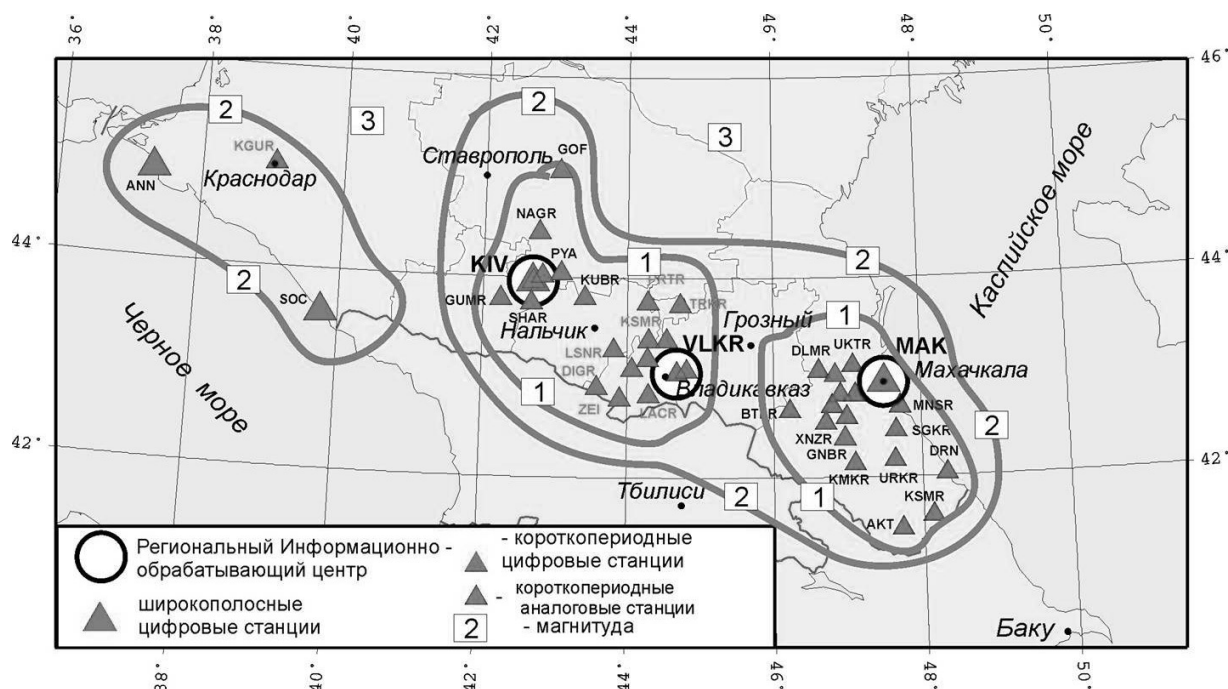 36°
38°
42°
44°
46°
48°
50°
46°
2
3
2
3
KGUR
GOF
ANN
Краснодар
Ставрополь
Каспийское море
44°
NAGR
44°
2
SOC
KIV
PYA
1
2
GUMR
KUBR
TRKR
SHAR
Нальчик
KSMR
Грозный
1
Черное море
LSNR
VLKR
DLMR
UKTR
MAK
Махачкала
DIGR
Владикавказ
1
ZEI
LACR
MNSR
2
SGKR
XNZR
GNBR
DRN
42°
42°
KMKR
URKR
Тбилиси
2
1
KSMR
AKT
Региональный Информационно -
обрабатывающий центр
- короткопериодные
цифровые станции
широкополосные
цифровые станции
- короткопериодные
аналоговые станции
2
- магнитуда
Баку
38°
40°
42°
44°
46°
48°
50°